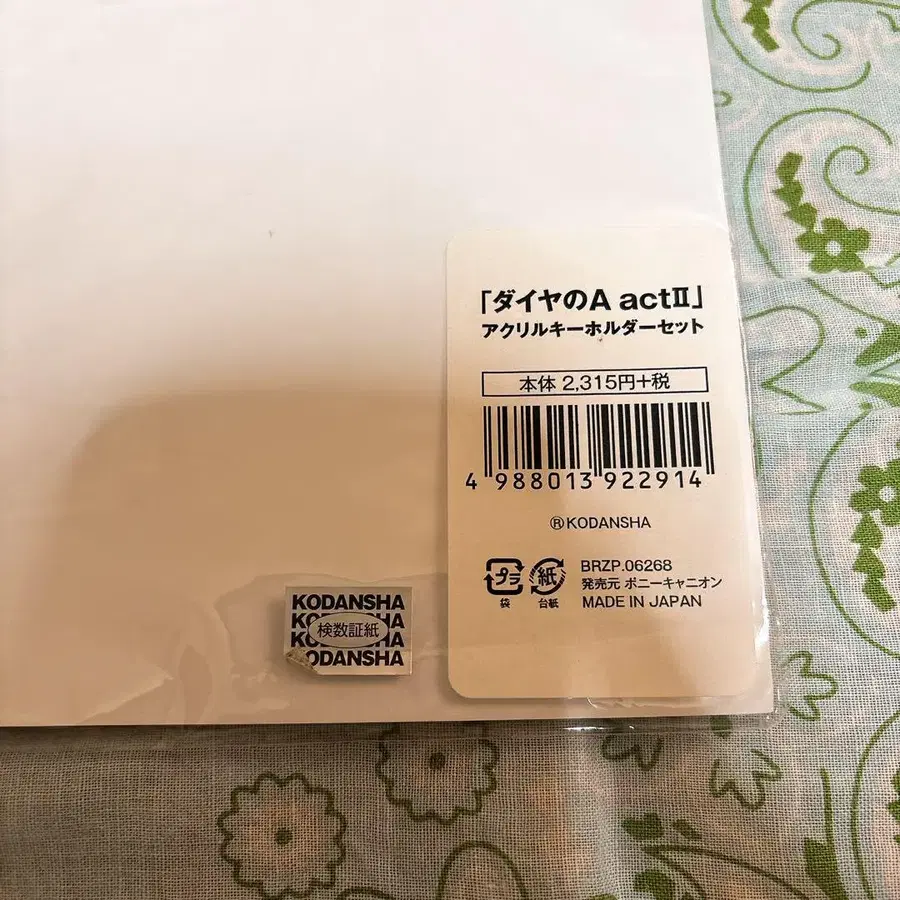 「ダイヤのA actⅡ」
アクリルキーホルダーセット
本体 2,315円+税
4 988013 922914
®KODANSHA
プラ
袋
紙
台紙
BRZP.06268
発売元 ポニーキャニオン
MADE IN JAPAN
KODANSHA
KODANSHA
検数証紙
KODANSHA
KODANSHA